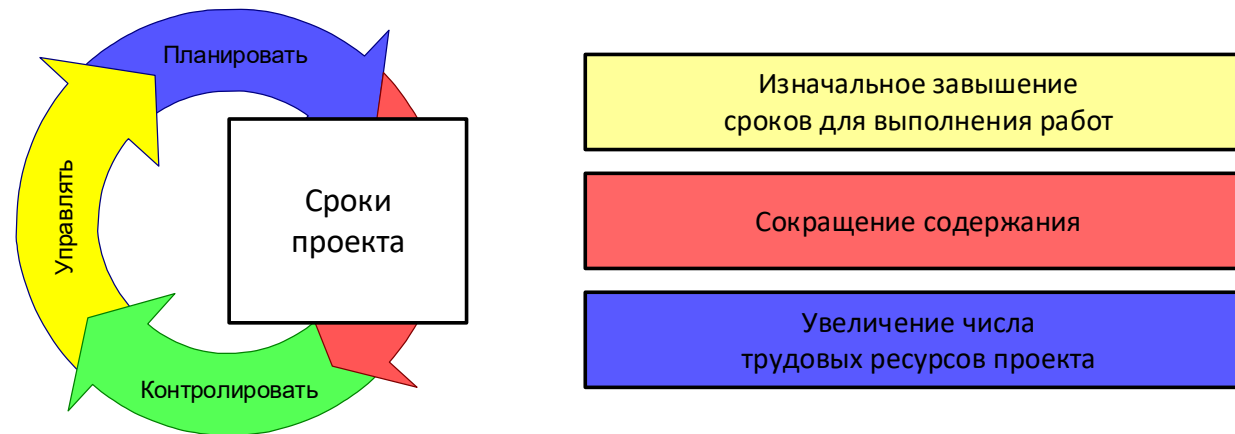 Планировать
Управлять
Контролировать
Сроки
проекта
Изначальное завышение
сроков для выполнения работ
Сокращение содержания
Увеличение числа
трудовых ресурсов проекта